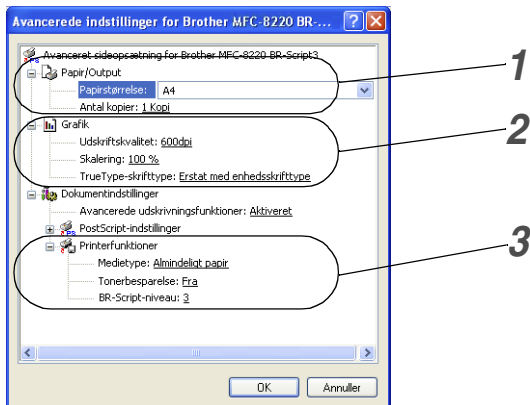 Avancerede indstillinger for Brother MFC-8220 BR-...
Avanceret sideopsætning for Brother MFC-8220 BR-Script3
Papir/Output
Papirstørrelse: A4
Antal kopier: 1 Kopi
Grafik
Udskriftskvalitet: 600dpi
Skalering: 100 %
TrueType-skrifttype: Erstat med enhedsskrifttype
Dokumentindstillinger
Avancerede udskrivningsfunktioner: Aktiveret
PostScript-indstillinger
Printerfunktioner
Medietype: Almindeligt papir
Tonerbesparelse: Fra
BR-Script-niveau: 3
OK Annuller
1
2
3